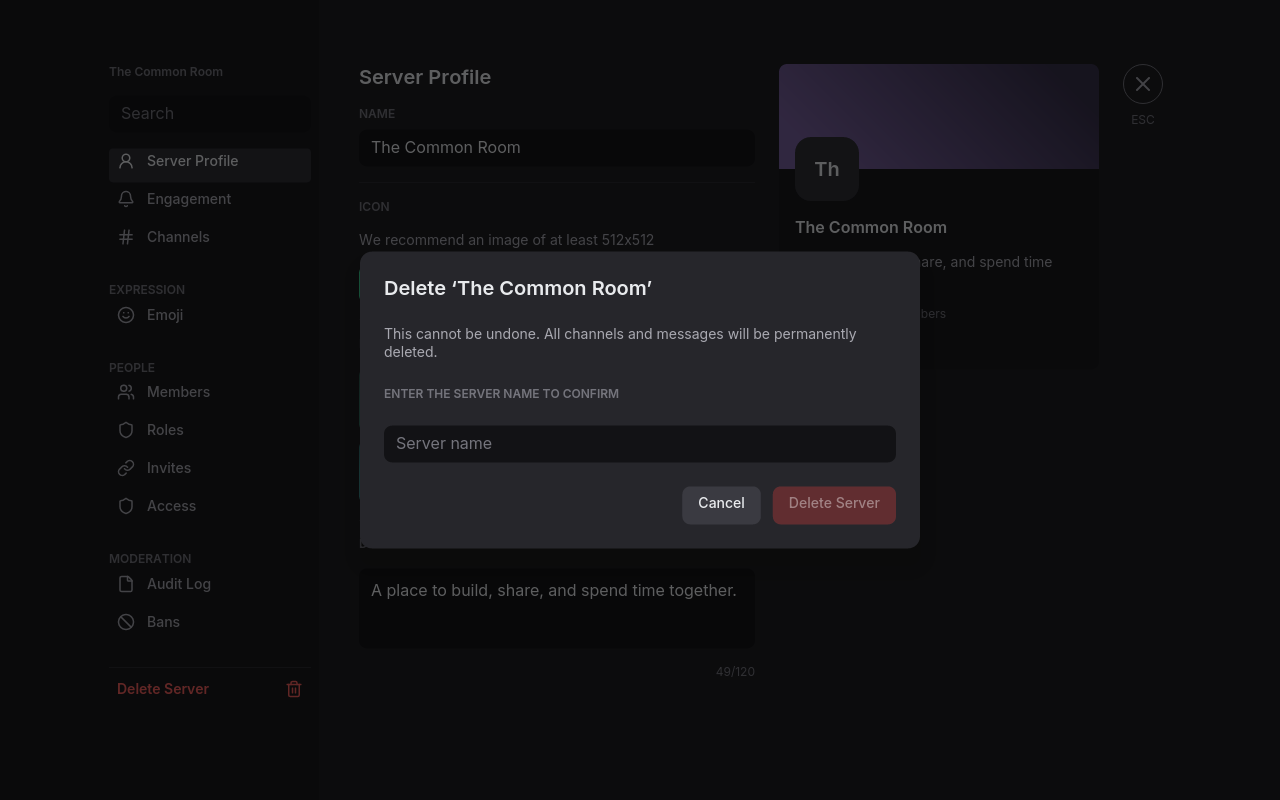 The Common Room
Search
Server Profile
Engagement
Channels
EXPRESSION
Emoji
PEOPLE
Members
Roles
Invites
Access
MODERATION
Audit Log
Bans
Delete Server
Server Profile
NAME
The Common Room
ICON
We recommend an image of at least 512x512
A place to build, share, and spend time together.
49/120
Th
The Common Room
are, and spend time
bers
ESC
Delete ‘The Common Room’
This cannot be undone. All channels and messages will be permanently
deleted.
ENTER THE SERVER NAME TO CONFIRM
Server name
Cancel
Delete Server